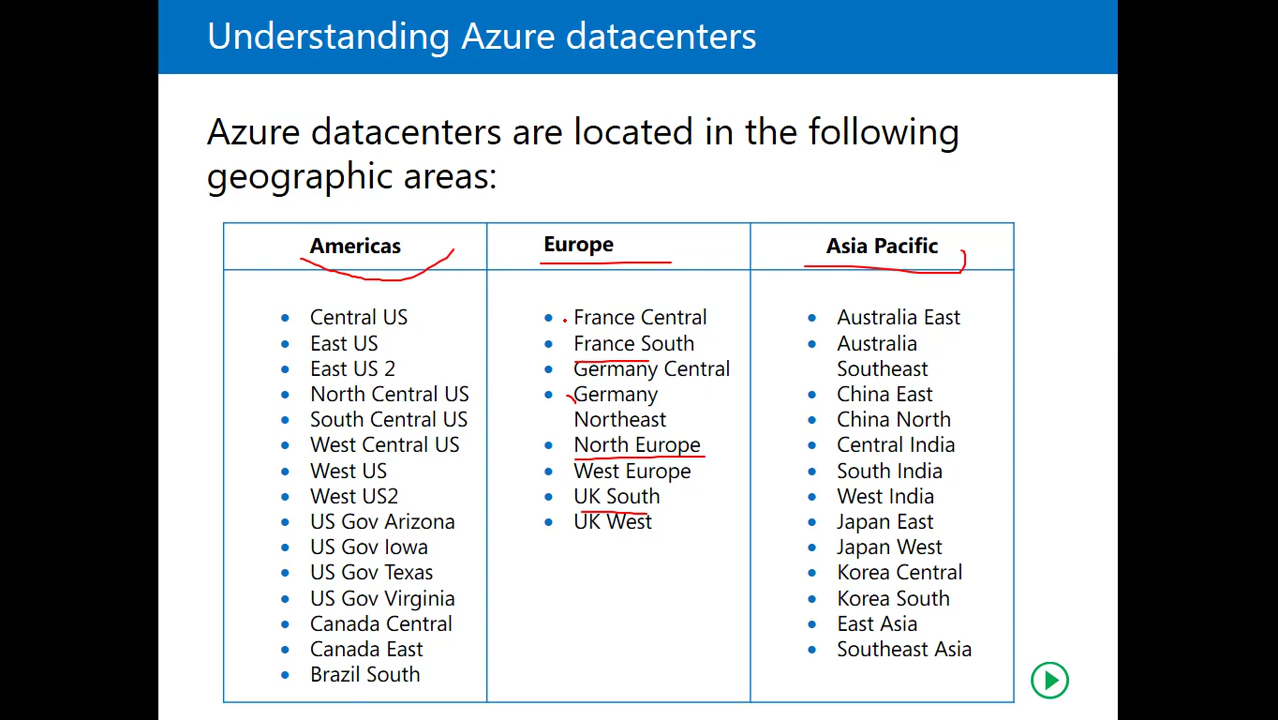 Understanding Azure datacenters
Azure datacenters are located in the following
geographic areas:
Americas
Central US
East US
East US 2
North Central US
South Central US
West Central US
West US
West US2
US Gov Arizona
US Gov Iowa
US Gov Texas
US Gov Virginia
Canada Central
Canada East
Brazil South
Europe
France Central
France South
Germany Central
Germany
Northeast
North Europe
West Europe
UK South
UK West
Asia Pacific
Australia East
Australia
Southeast
China East
China North
Central India
South India
West India
Japan East
Japan West
Korea Central
Korea South
East Asia
Southeast Asia